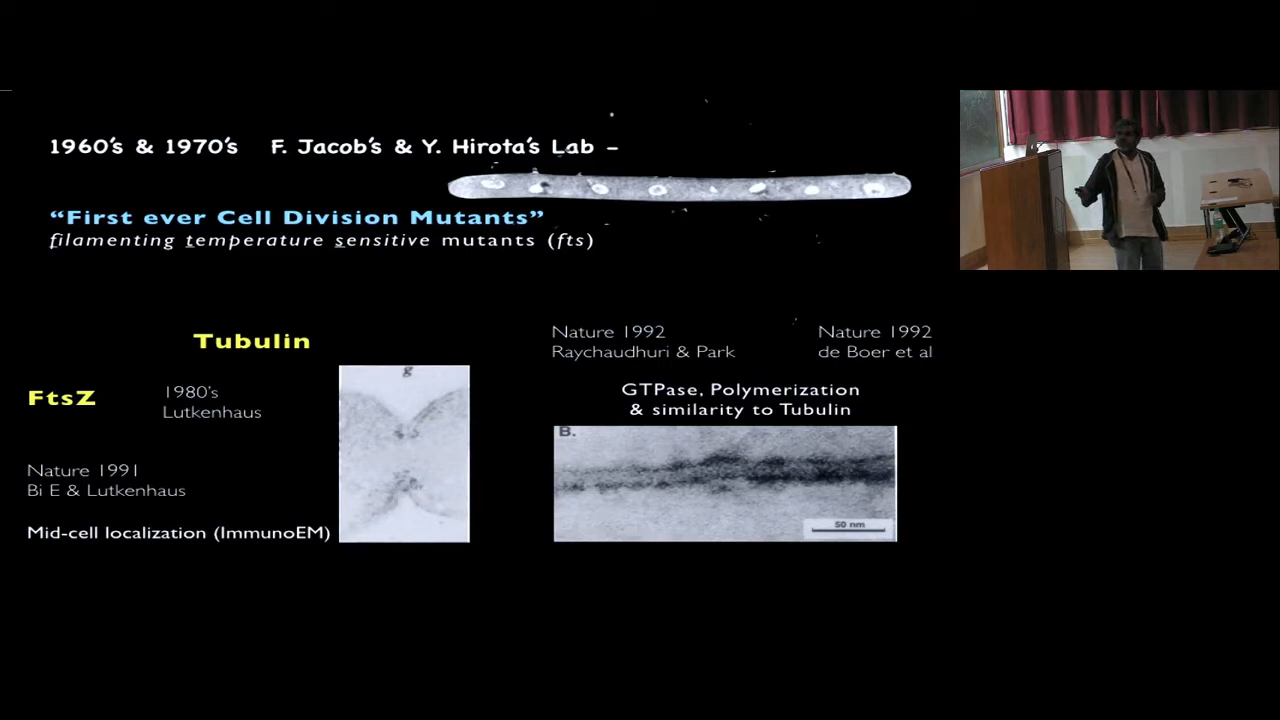 1960's & 1970's F. Jacob's & Y. Hirota's Lab –
"First ever Cell Division Mutants"
filamenting temperature sensitive mutants (fts)
Tubulin
FtsZ
1980's
Lutkenhaus
Nature 1991
Bi E & Lutkenhaus
Mid-cell localization (ImmunoEM)
g
Nature 1992
Raychaudhuri & Park
Nature 1992
de Boer et al
GTPase, Polymerization
& similarity to Tubulin
B.
50 nm